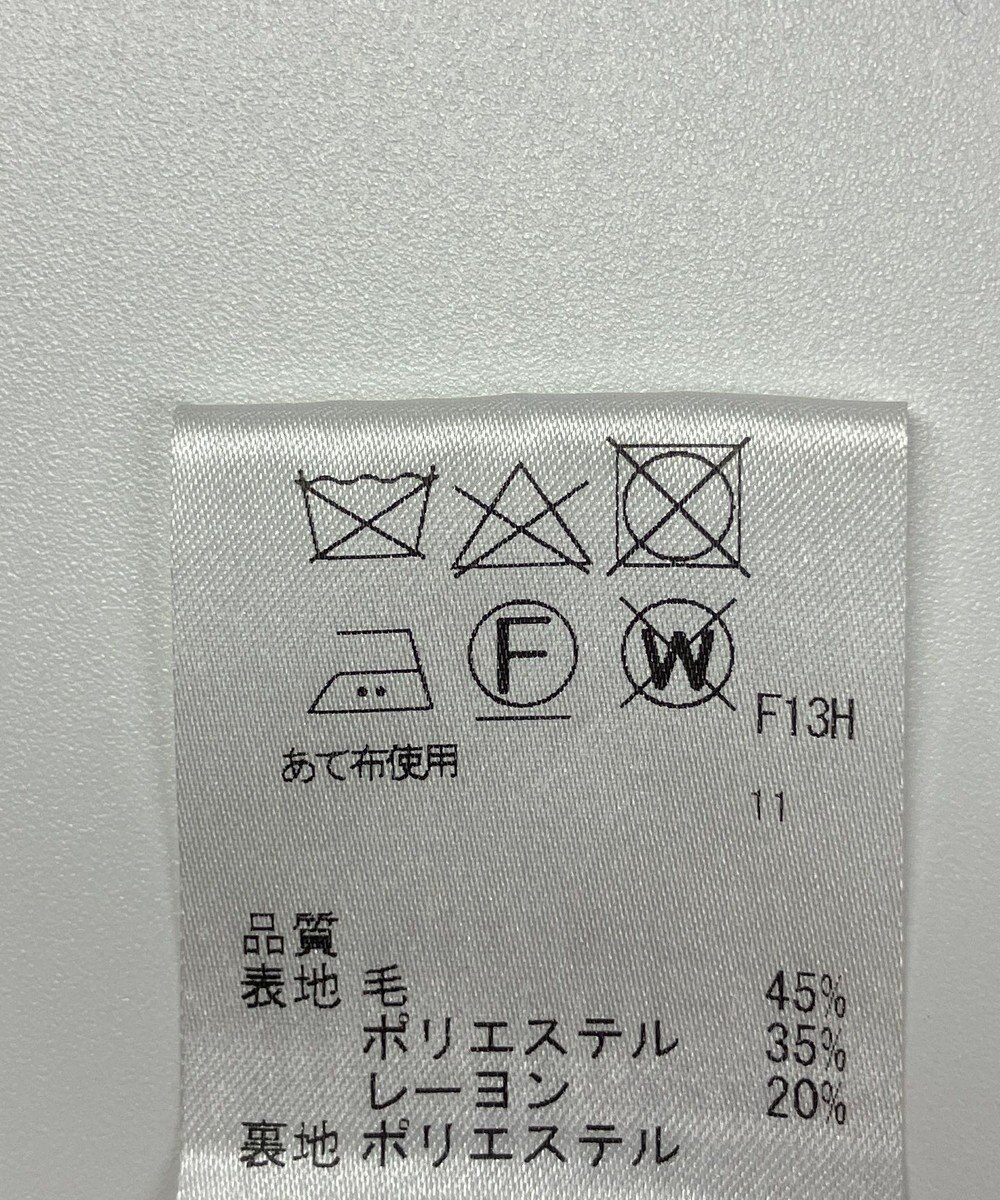 F
W
F13H
あて布使用
11
品質
表地 毛 45%
ポリエステル 35%
レーヨン 20%
裏地 ポリエステル